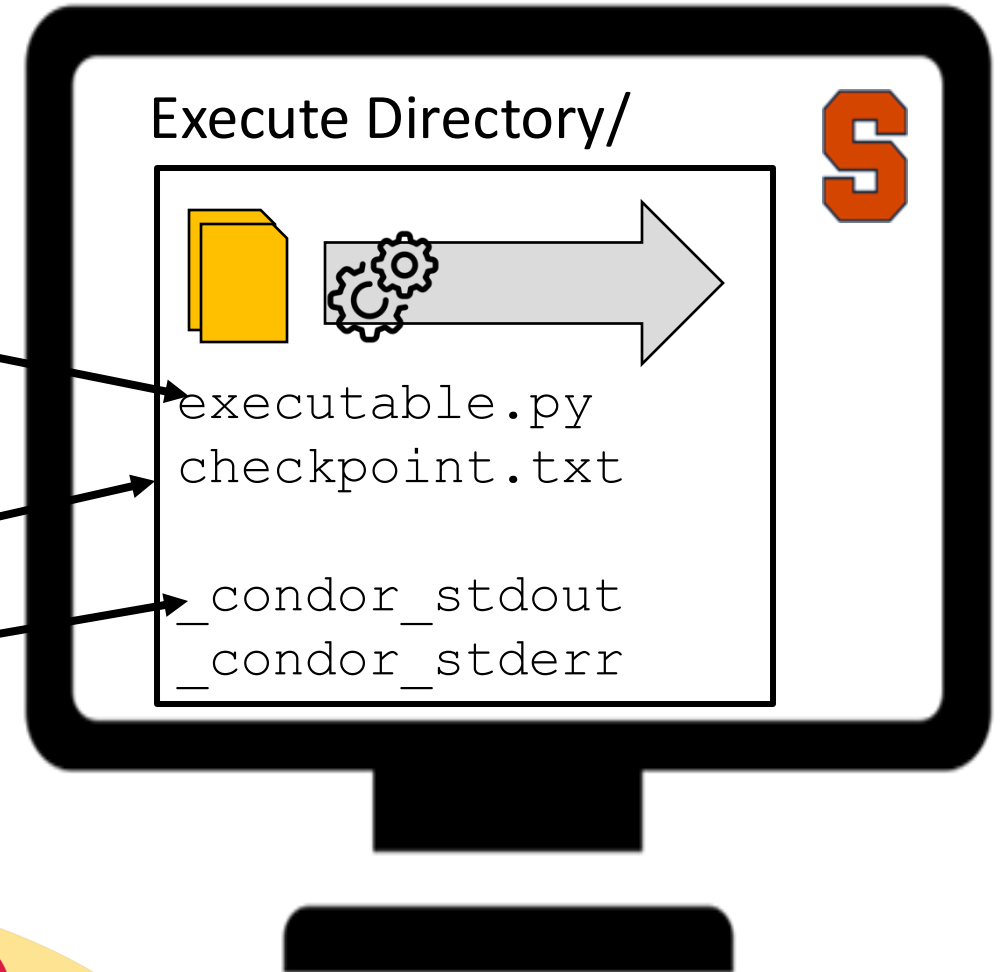 Execute Directory/
S
executable.py
checkpoint.txt
_condor_stdout
_condor_stderr